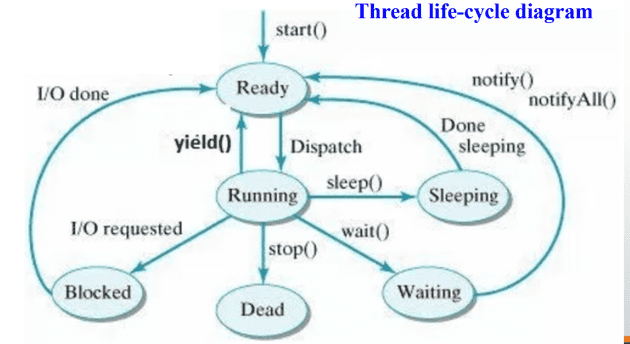 Thread life-cycle diagram
start()
Ready
I/O done
notify()
notifyAll()
yiéld()
Dispatch
Done
sleeping
Running
sleep()
Sleeping
I/O requested
wait()
stop()
Blocked
Dead
Waiting